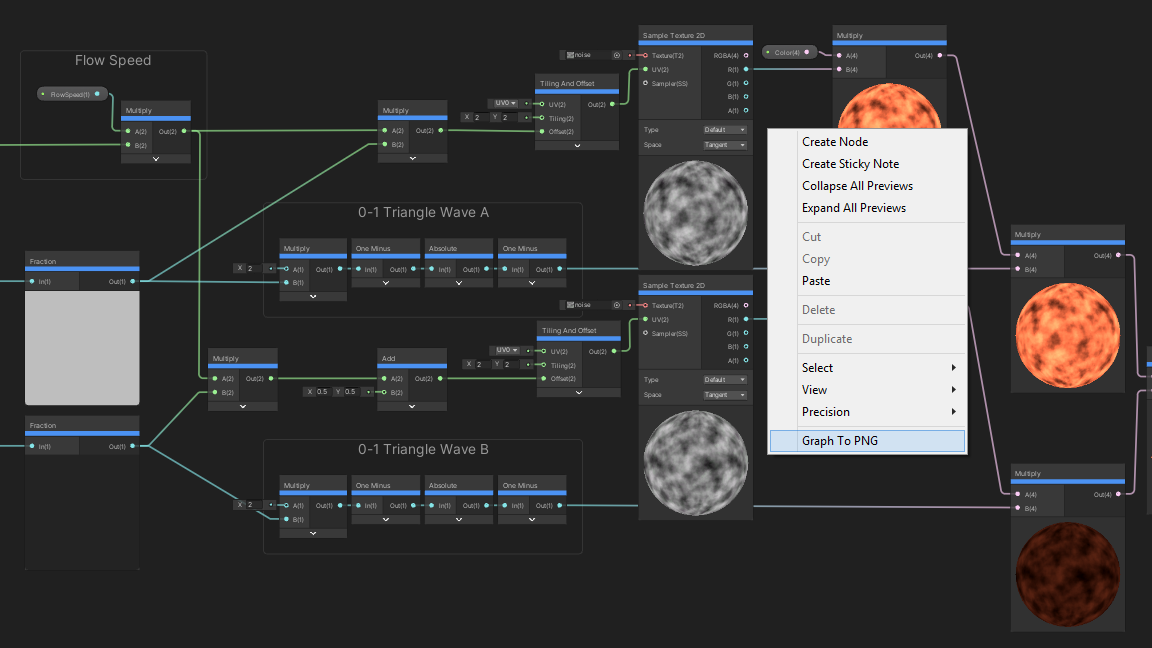 Flow Speed
FlowSpeed(1)
Multiply
A(2) Out(2)
B(2)
Multiply
A(2) Out(2)
B(2)
noise
UV0
X 2 Y 2
Tiling And Offset
UV(2) Out(2)
Tiling(2)
Offset(2)
Sample Texture 2D
Texture(T2) RGBA(4)
UV(2) R(1)
Sampler(SS) G(1)
B(1)
A(1)
Type Default
Space Tangent
Color(4)
Multiply
A(4) Out(4)
B(4)
Create Node
Create Sticky Note
Collapse All Previews
Expand All Previews
Cut
Copy
Paste
Delete
Duplicate
Select
View
Precision
Graph To PNG
0-1 Triangle Wave A
X 2
Multiply
A(1) Out(1)
B(1)
One Minus
In(1) Out(1)
Absolute
In(1) Out(1)
One Minus
In(1) Out(1)
Fraction
In(1) Out(1)
Multiply
A(4) Out(4)
B(4)
noise
UV0
X 2 Y 2
Tiling And Offset
UV(2) Out(2)
Tiling(2)
Offset(2)
Sample Texture 2D
Texture(T2) RGBA(4)
UV(2) R(1)
Sampler(SS) G(1)
B(1)
A(1)
Type Default
Space Tangent
Multiply
A(2) Out(2)
B(2)
X 0.5 Y 0.5
Add
A(2) Out(2)
B(2)
Fraction
In(1) Out(1)
0-1 Triangle Wave B
X 2
Multiply
A(1) Out(1)
B(1)
One Minus
In(1) Out(1)
Absolute
In(1) Out(1)
One Minus
In(1) Out(1)
Multiply
A(4) Out(4)
B(4)